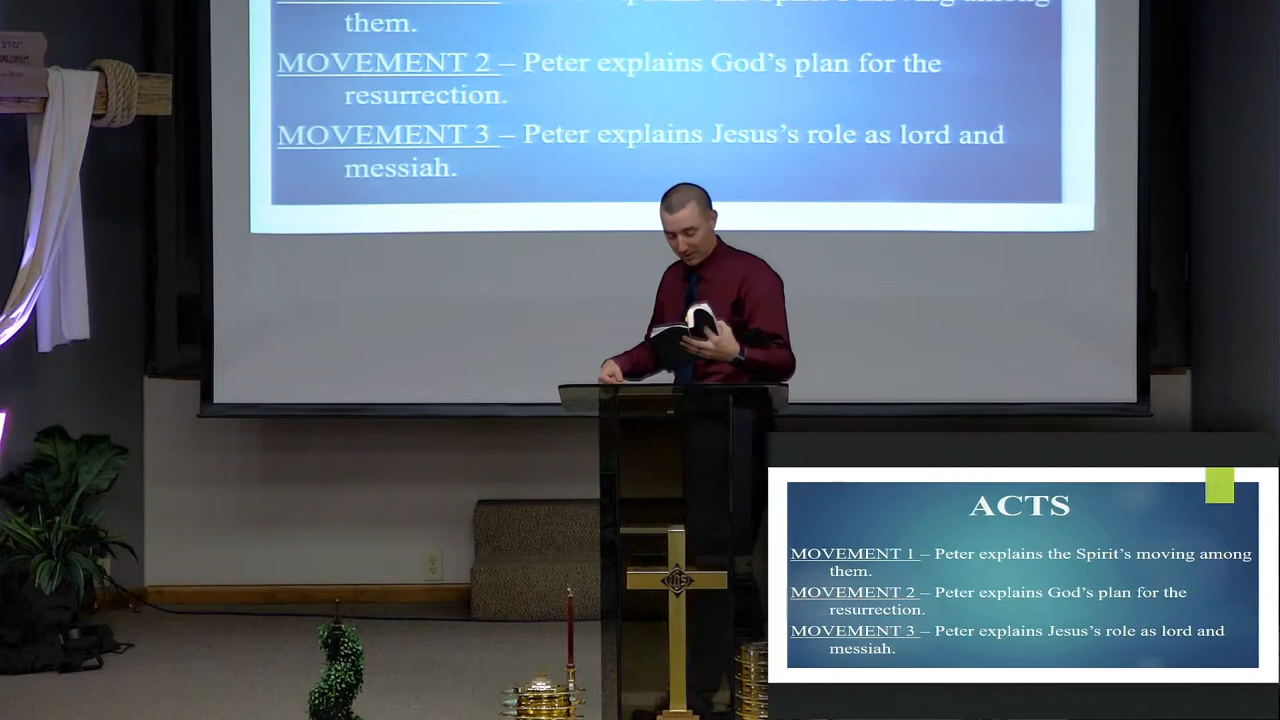 them.
MOVEMENT 2 – Peter explains God's plan for the
resurrection.
MOVEMENT 3 – Peter explains Jesus's role as lord and
messiah.
IHS
ACTS
MOVEMENT 1 – Peter explains the Spirit's moving among
them.
MOVEMENT 2 – Peter explains God's plan for the
resurrection.
MOVEMENT 3 – Peter explains Jesus's role as lord and
messiah.